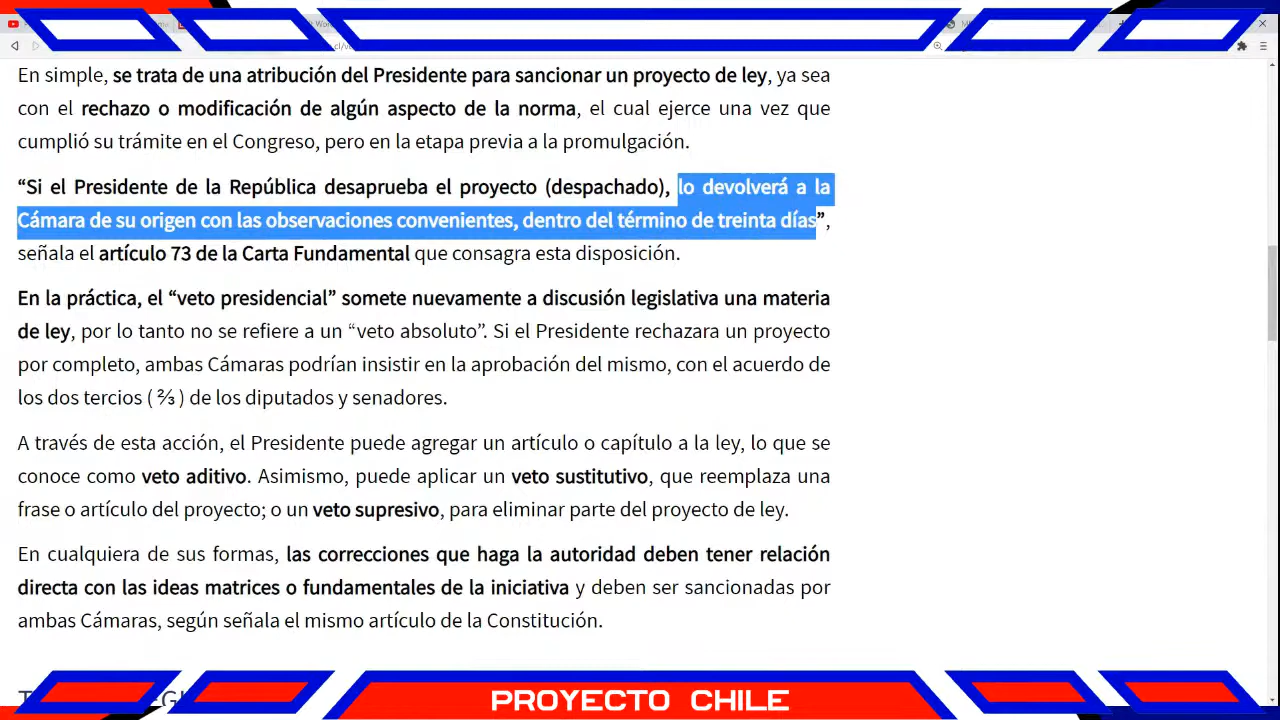 En simple, se trata de una atribución del Presidente para sancionar un proyecto de ley, ya sea
con el rechazo o modificación de algún aspecto de la norma, el cual ejerce una vez que
cumplió su trámite en el Congreso, pero en la etapa previa a la promulgación.
“Si el Presidente de la República desaprueba el proyecto (despachado), lo devolverá a la
Cámara de su origen con las observaciones convenientes, dentro del término de treinta días”,
señala el artículo 73 de la Carta Fundamental que consagra esta disposición.
En la práctica, el “veto presidencial” somete nuevamente a discusión legislativa una materia
de ley, por lo tanto no se refiere a un “veto absoluto”. Si el Presidente rechazara un proyecto
por completo, ambas Cámaras podrían insistir en la aprobación del mismo, con el acuerdo de
los dos tercios (⅔) de los diputados y senadores.
A través de esta acción, el Presidente puede agregar un artículo o capítulo a la ley, lo que se
conoce como veto aditivo. Asimismo, puede aplicar un veto sustitutivo, que reemplaza una
frase o artículo del proyecto; o un veto supresivo, para eliminar parte del proyecto de ley.
En cualquiera de sus formas, las correcciones que haga la autoridad deben tener relación
directa con las ideas matrices o fundamentales de la iniciativa y deben ser sancionadas por
ambas Cámaras, según señala el mismo artículo de la Constitución.
PROYECTO CHILE